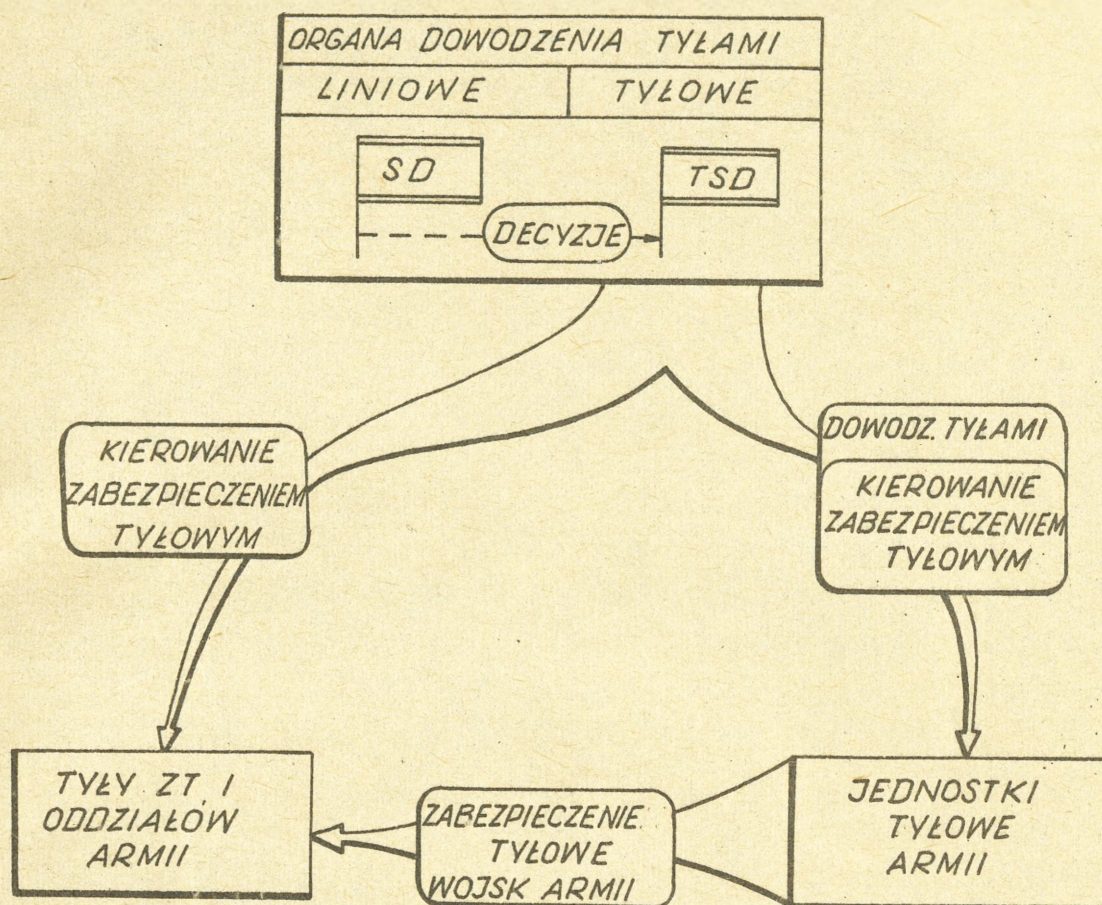 ORGANA DOWODZENIA TYŁAMI
LINIOWE TYŁOWE
SD TSD
DECYZJE
KIEROWANIE
ZABEZPIECZENIEM
TYŁOWYM
DOWODZ. TYŁAMI
KIEROWANIE
ZABEZPIECZENIEM
TYŁOWYM
TYŁY ZT I
ODDZIAŁÓW
ARMII
ZABEZPIECZENIE
TYŁOWE
WOJSK ARMII
JEDNOSTKI
TYŁOWE
ARMII